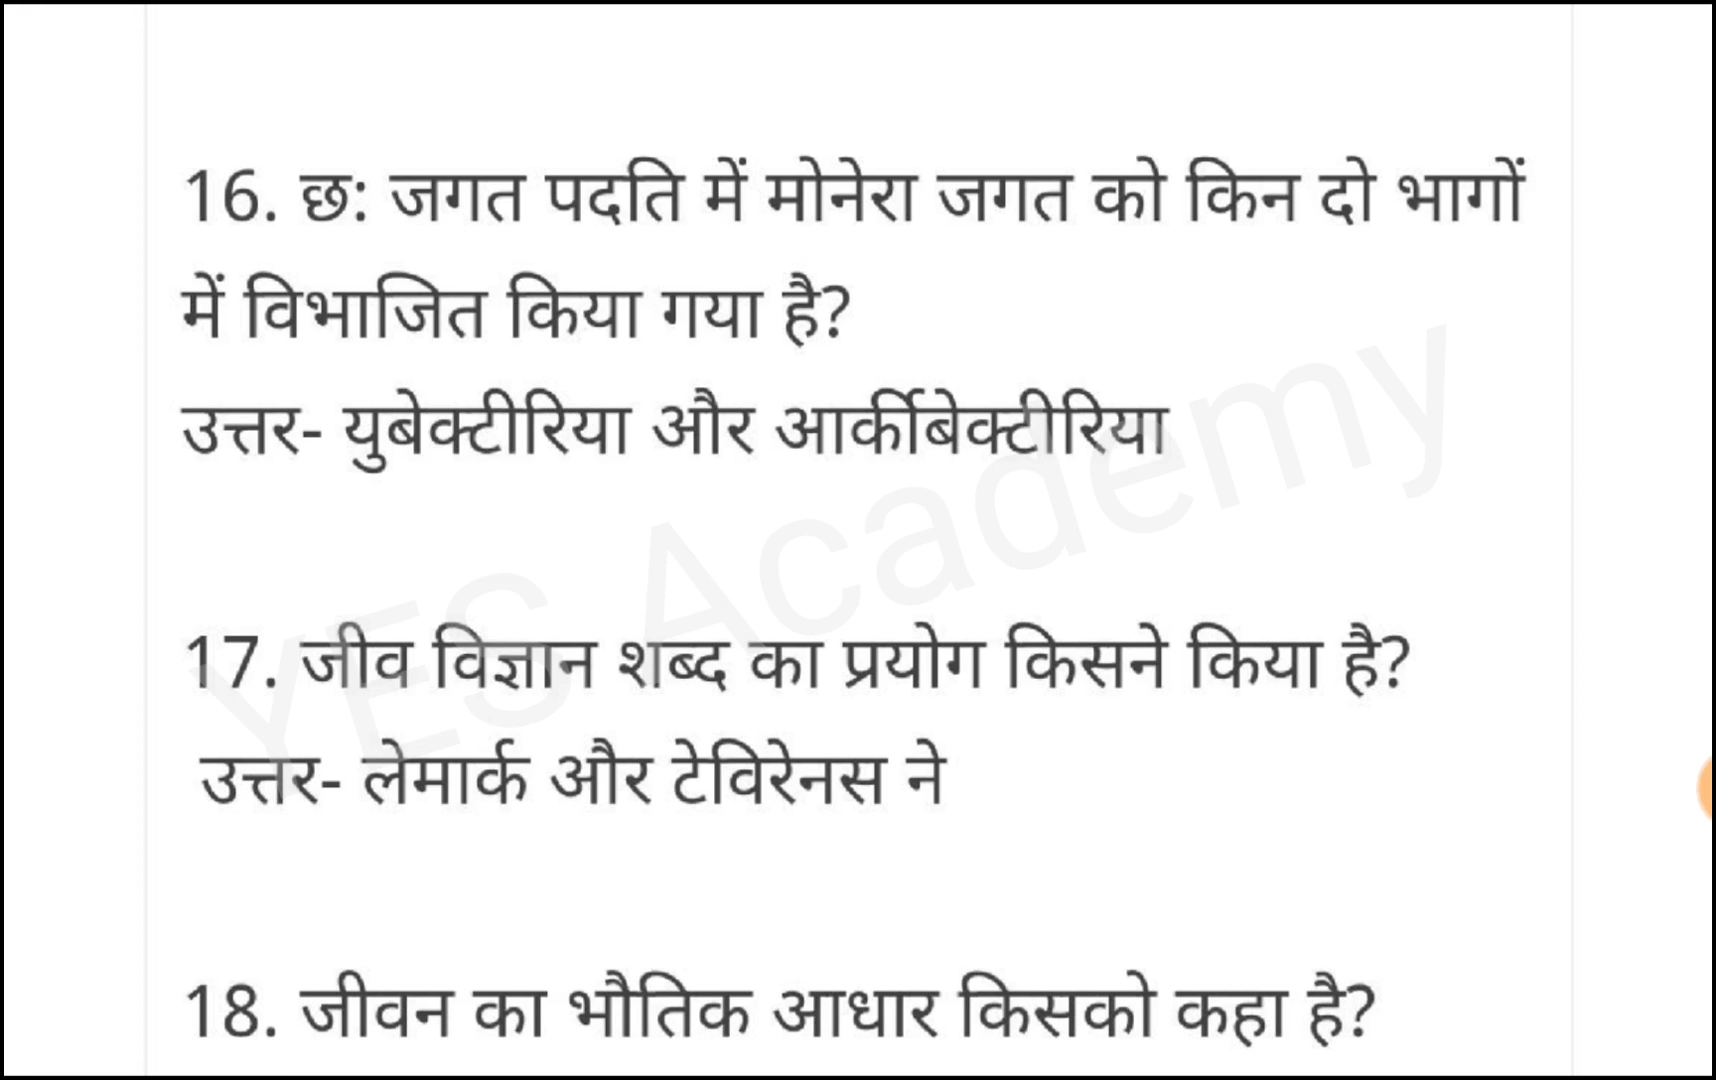 16. छ: जगत पदति में मोनेरा जगत को किन दो भागों
में विभाजित किया गया है?
उत्तर- युबेक्टीरिया और आर्कीबेक्टीरिया
YES Academy
17. जीव विज्ञान शब्द का प्रयोग किसने किया है?
उत्तर- लेमार्क और टेविरेनस ने
18. जीवन का भौतिक आधार किसको कहा है?